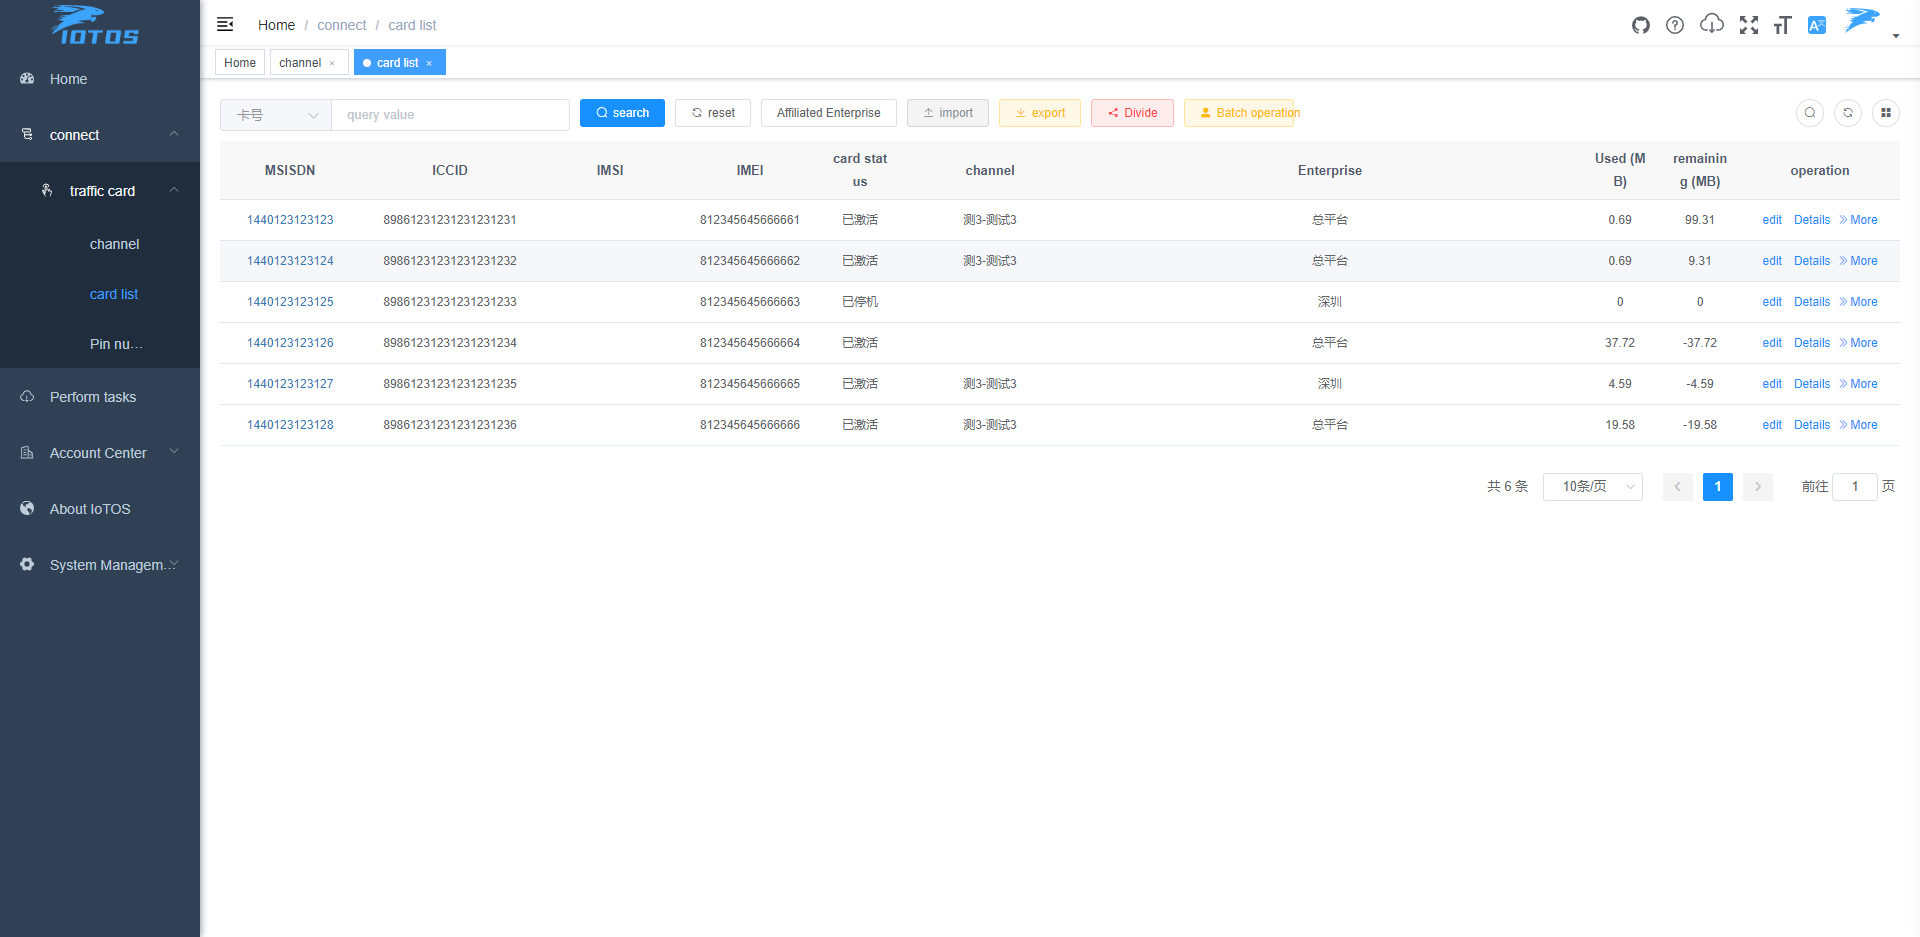 IOTOS
Home
connect
traffic card
channel
card list
Pin nu...
Perform tasks
Account Center
About IoTOS
System Managem...
Home / connect / card list
Home channel × card list ×
卡号 query value search reset Affiliated Enterprise import export Divide Batch operation
MSISDN ICCID IMSI IMEI card stat channel Enterprise Used (M remainin operation
us B) g (MB)
1440123123123 89861231231231231231 812345645666661 已激活 测3-测试3 总平台 0.69 99.31 edit Details More
1440123123124 89861231231231231232 812345645666662 已激活 测3-测试3 总平台 0.69 9.31 edit Details More
1440123123125 89861231231231231233 812345645666663 已停机 深圳 0 0 edit Details More
1440123123126 89861231231231231234 812345645666664 已激活 总平台 37.72 -37.72 edit Details More
1440123123127 89861231231231231235 812345645666665 已激活 测3-测试3 深圳 4.59 -4.59 edit Details More
1440123123128 89861231231231231236 812345645666666 已激活 测3-测试3 总平台 19.58 -19.58 edit Details More
共 6 条 10条/页 1 前往 1 页